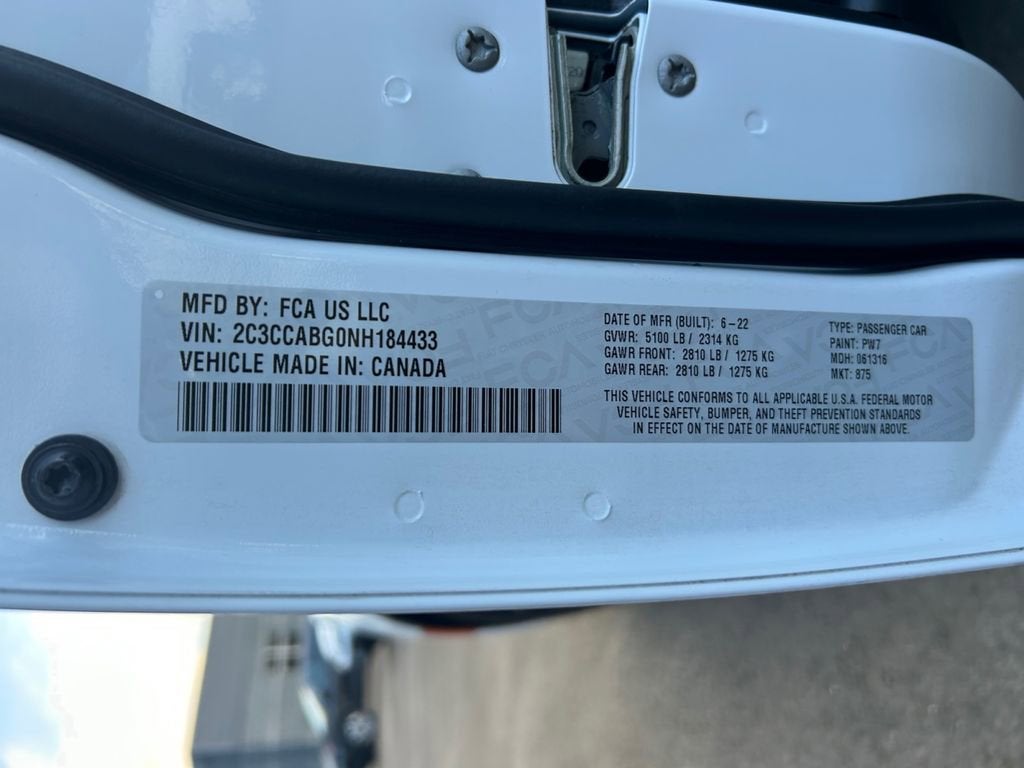 MFD BY: FCA US LLC
VIN: 2C3CCABG0NH184433
VEHICLE MADE IN: CANADA
DATE OF MFR (BUILT): 6-22
GVWR: 5100 LB / 2314 KG
GAWR FRONT: 2810 LB / 1275 KG
GAWR REAR: 2810 LB / 1275 KG
TYPE: PASSENGER CAR
PAINT: PW7
MDH: 061316
MKT: 875
THIS VEHICLE CONFORMS TO ALL APPLICABLE U.S.A. FEDERAL MOTOR
VEHICLE SAFETY, BUMPER, AND THEFT PREVENTION STANDARDS
IN EFFECT ON THE DATE OF MANUFACTURE SHOWN ABOVE.